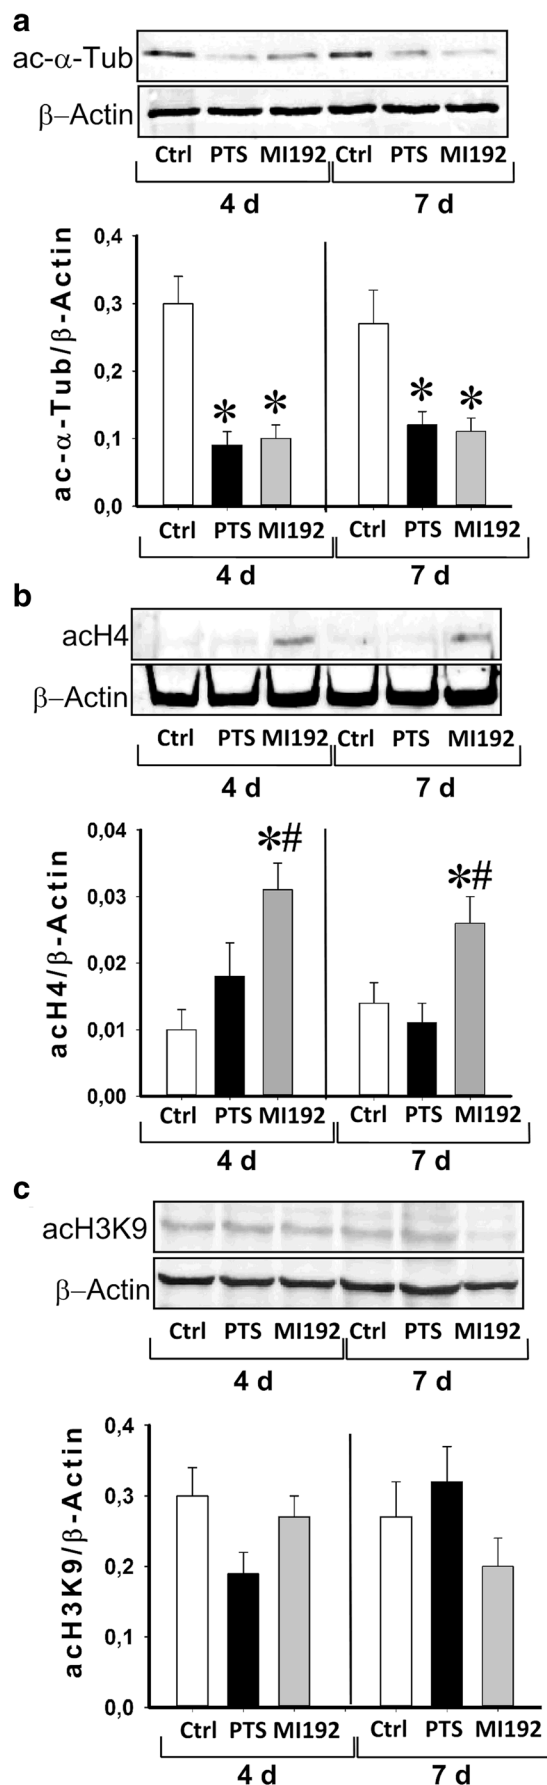 a
ac-α-Tub
β–Actin
Ctrl PTS MI192 Ctrl PTS MI192
4 d 7 d
ac-α-Tub/β-Actin
0,4
0,3
0,2
0,1
0,0
* * * *
Ctrl PTS MI192 Ctrl PTS MI192
4 d 7 d
b
acH4
β–Actin
Ctrl PTS MI192 Ctrl PTS MI192
4 d 7 d
acH4/β-Actin
0,04
0,03
0,02
0,01
0,00
*# *#
Ctrl PTS MI192 Ctrl PTS MI192
4 d 7 d
c
acH3K9
β–Actin
Ctrl PTS MI192 Ctrl PTS MI192
4 d 7 d
acH3K9/β-Actin
0,4
0,3
0,2
0,1
0,0
Ctrl PTS MI192 Ctrl PTS MI192
4 d 7 d